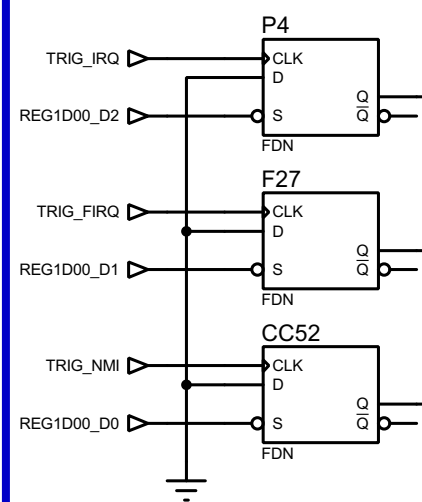 P4
TRIG_IRQ
CLK
D
REG1D00_D2
S
Q
Q
FDN
F27
TRIG_FIRQ
CLK
D
REG1D00_D1
S
Q
Q
FDN
CC52
TRIG_NMI
CLK
D
REG1D00_D0
S
Q
Q
FDN